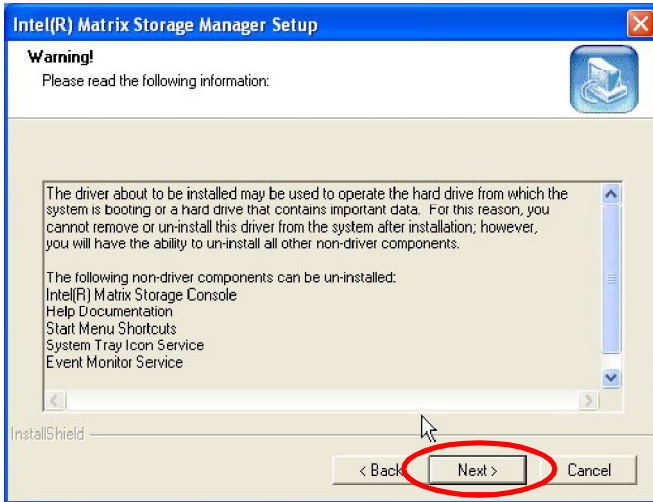 Intel(R) Matrix Storage Manager Setup
Warning!
Please read the following information:
The driver about to be installed may be used to operate the hard drive from which the
system is booting or a hard drive that contains important data.  For this reason, you
cannot remove or un-install this driver from the system after installation; however,
you will have the ability to un-install all other non-driver components.
The following non-driver components can be un-installed:
Intel(R) Matrix Storage Console
Help Documentation
Start Menu Shortcuts
System Tray Icon Service
Event Monitor Service
InstallShield
< Back
Next >
Cancel